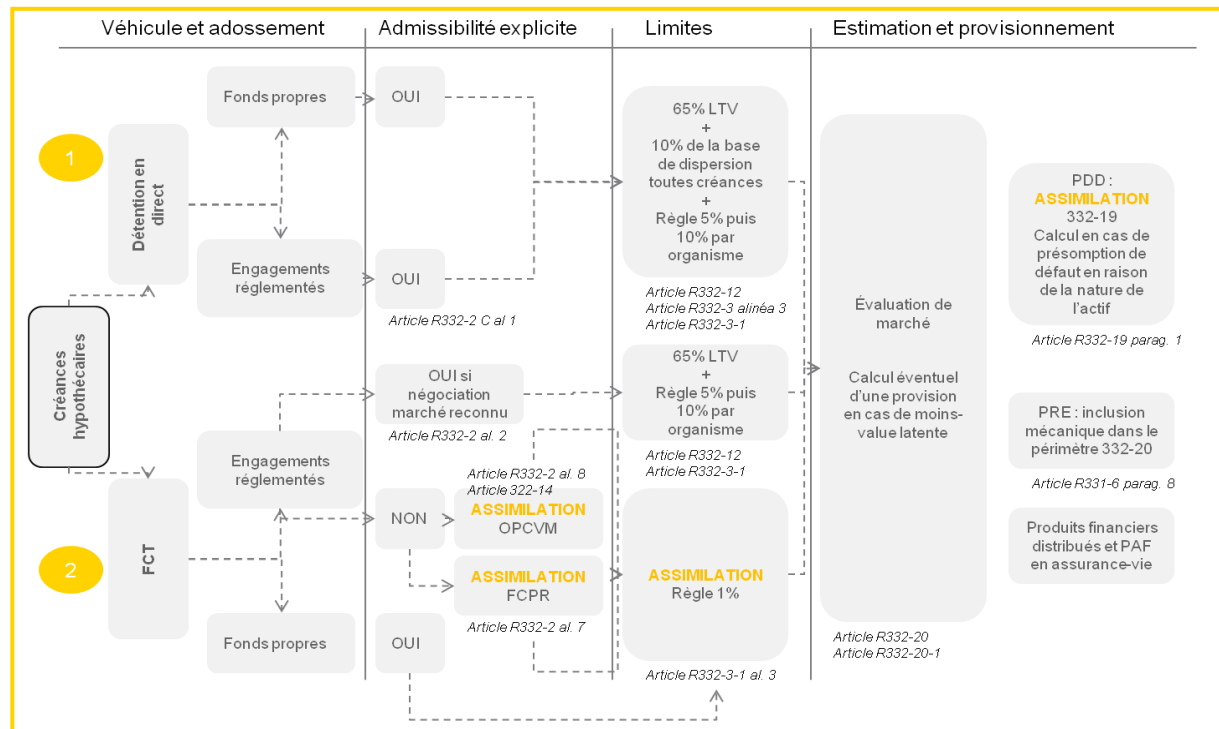 Véhicule et adossement
Admissibilité explicite
Limites
Estimation et provisionnement
1
Détention en
direct
Fonds propres
OUI
Engagements
réglementés
OUI
Article R332-2 C al 1
65% LTV
+
10% de la base
de dispersion
toutes créances
+
Règle 5% puis
10% par
organisme
Article R332-12
Article R332-3 alinéa 3
Article R332-3-1
Créances
hypothécaires
OUI si
négociation
marché reconnu
Article R332-2 al. 2
65% LTV
+
Règle 5% puis
10% par
organisme
Article R332-12
Article R332-3-1
2
FCT
Engagements
réglementés
NON
Article R332-2 al. 8
Article 322-14
ASSIMILATION
OPCVM
ASSIMILATION
FCPR
Article R332-2 al. 7
Fonds propres
OUI
ASSIMILATION
Règle 1%
Article R332-3-1 al. 3
Évaluation de
marché
Calcul éventuel
d'une provision
en cas de moins-
value latente
Article R332-20
Article R332-20-1
PDD :
ASSIMILATION
332-19
Calcul en cas de
présomption de
défaut en raison
de la nature de
l'actif
Article R332-19 parag. 1
PRE : inclusion
mécanique dans le
périmètre 332-20
Article R331-6 parag. 8
Produits financiers
distribués et PAF
en assurance-vie